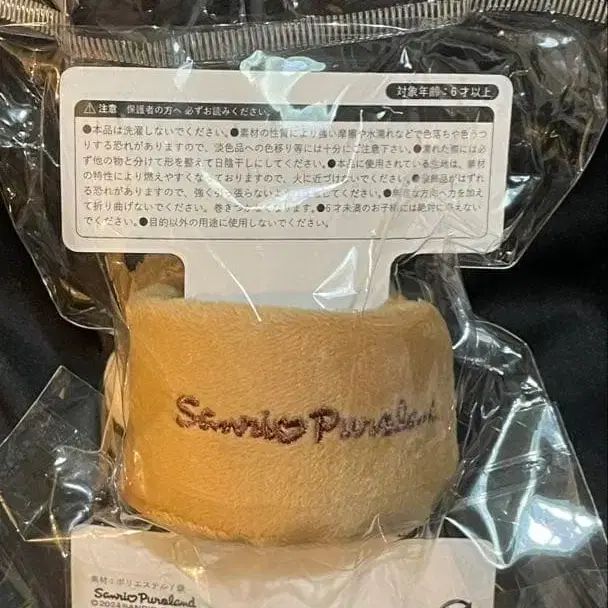 対象年齢：6才以上
⚠注意 保護者の方へ 必ずお読みください。
●本品は洗濯しないでください。●素材の性質により強い摩擦や水濡れなどで色落ちや色うつ
りする恐れがありますので、淡色品への色移り等には十分にご注意下さい。●濡れた際には必
ず他の物と分けて形を整えて日陰干しにしてください。●本品に使用されている生地は、素材
の特性により燃えやすくなっておりますので、火に近づけないでください。●装飾品がはずれ
る恐れがありますので、強く引っ張らないようにしてください。●無理な方向へ力を加え
て折り曲げないでください。巻きつかなくなります。●6才未満のお子様には絶対に与えない
でください。●目的以外の用途に使用しないでください。
Sanrio Puroland
素材：ポリエステル / 袋
Sanrio Puroland
©2024 SANRIO